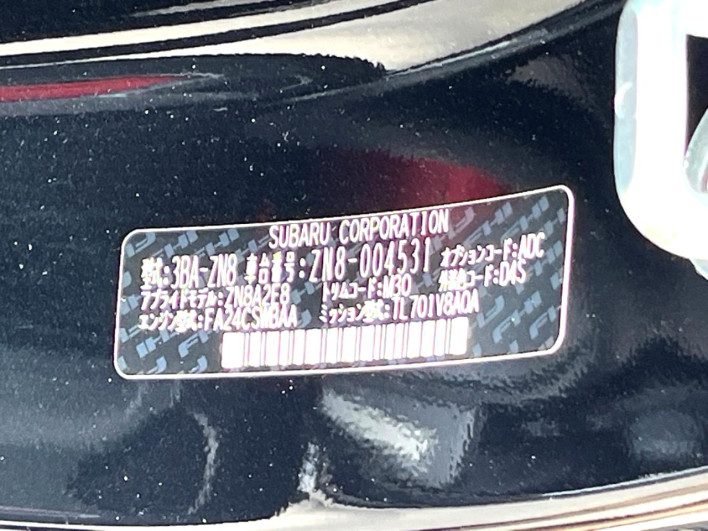 SUBARU CORPORATION
型式:3BA-ZN8 車台番号:ZN8-004531 オプションコード:ADC
アプライドモデル:ZN8A2E8 トリムコード:M30 外装色コード:D4S
エンジン型式:FA24CSWBAA ミッション型式:TL70IV8AQA